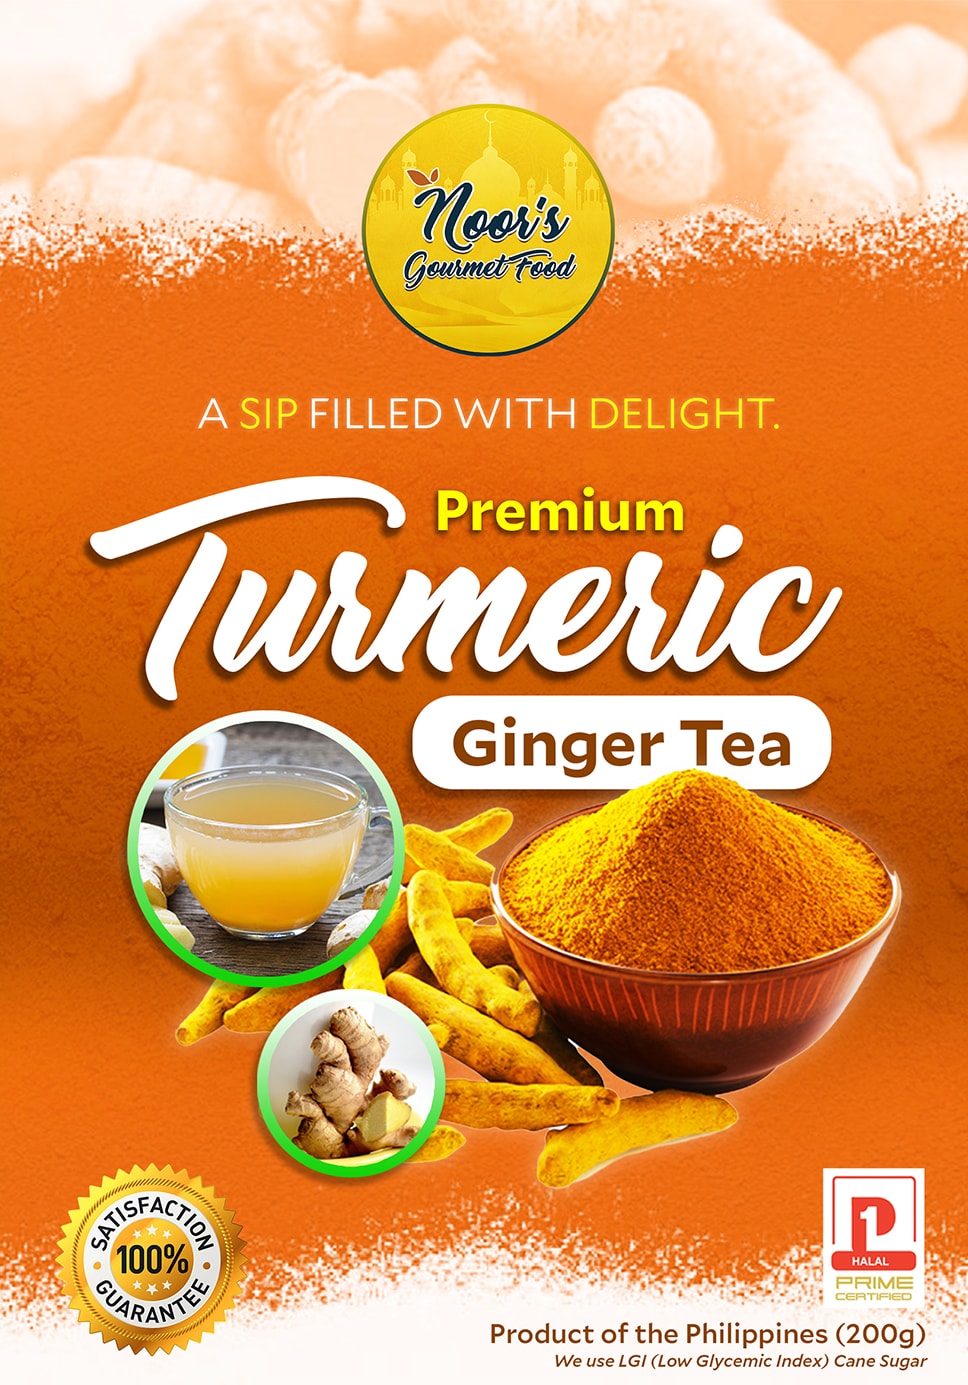 Noor's
Gourmet Food
A SIP FILLED WITH DELIGHT.
Premium
Turmeric
Ginger Tea
SATISFACTION
100%
GUARANTEE
P1
HALAL
PRIME
CERTIFIED
Product of the Philippines (200g)
We use LGI (Low Glycemic Index) Cane Sugar